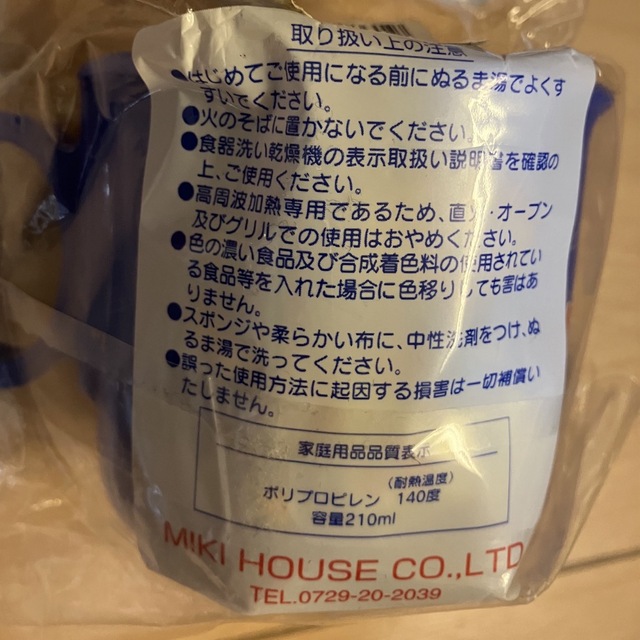 取り扱い上の注意
●はじめてご使用になる前にぬるま湯でよくす
すいでください。
●火のそばに置かないでください。
●食器洗い乾燥機の表示取扱い説明書を確認の
上、ご使用ください。
●高周波加熱専用であるため、直火・オーブン
及びグリルでの使用はおやめください。
●色の濃い食品及び合成着色料の使用されてい
る食品等を入れた場合に色移りしても害はあ
りません。
●スポンジや柔らかい布に、中性洗剤をつけ、ぬ
るま湯で洗ってください。
●誤った使用方法に起因する損害は一切補償い
たしません。
家庭用品品質表示
(耐熱温度)
ポリプロピレン 140度
容量210ml
MIKI HOUSE CO.,LTD
TEL.0729-20-2039